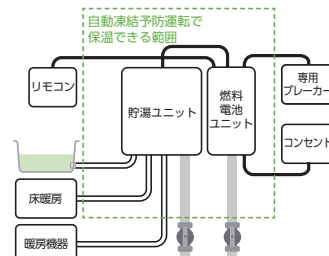 自動凍結予防運転で
保温できる範囲
リモコン
貯湯ユニット
燃料
電池
ユニット
専用
ブレーカー
コンセント
床暖房
暖房機器